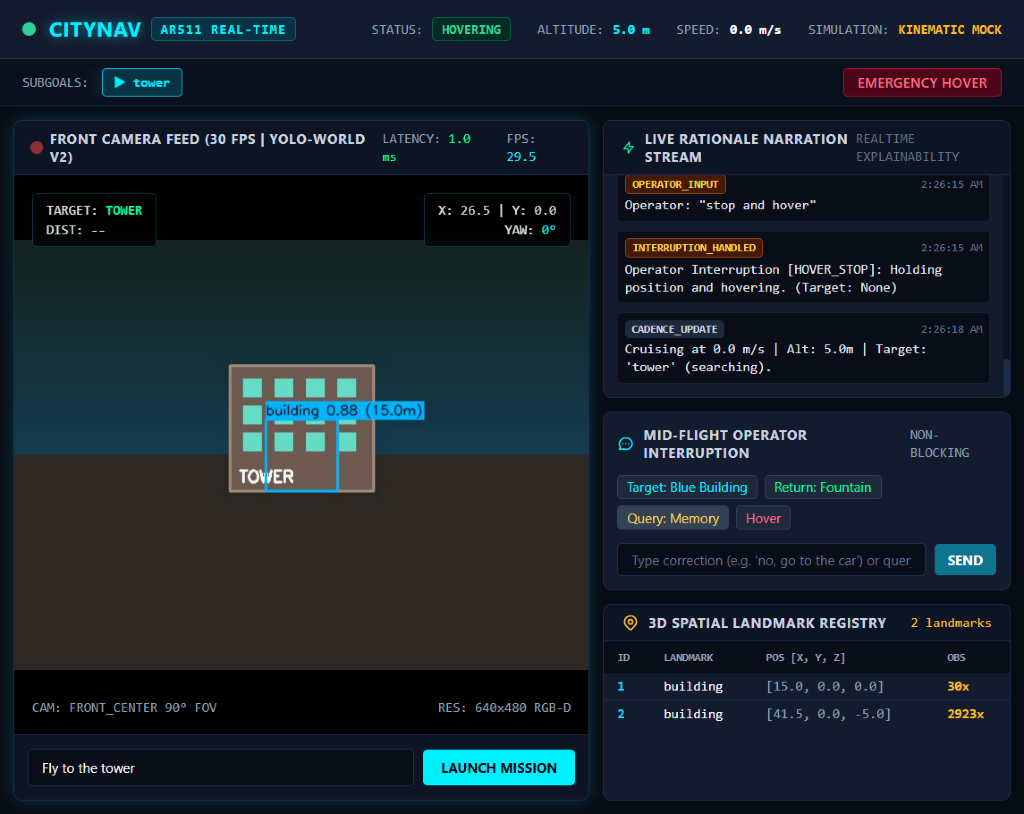 CITYNAV
AR511 REAL-TIME
STATUS: HOVERING
ALTITUDE: 5.0 m
SPEED: 0.0 m/s
SIMULATION: KINEMATIC MOCK
SUBGOALS:
▶ tower
EMERGENCY HOVER
FRONT CAMERA FEED (30 FPS | YOLO-WORLD
V2)
LATENCY: 1.0
ms
FPS:
29.5
TARGET: TOWER
DIST: --
X: 26.5 | Y: 0.0
YAW: 0°
building 0.88 (15.0m)
TOWER
CAM: FRONT_CENTER 90° FOV
RES: 640x480 RGB-D
Fly to the tower
LAUNCH MISSION
LIVE RATIONALE NARRATION
STREAM
REALTIME
EXPLAINABILITY
OPERATOR_INPUT
2:26:15 AM
Operator: "stop and hover"
INTERRUPTION_HANDLED
2:26:15 AM
Operator Interruption [HOVER_STOP]: Holding
position and hovering. (Target: None)
CADENCE_UPDATE
2:26:18 AM
Cruising at 0.0 m/s | Alt: 5.0m | Target:
'tower' (searching).
MID-FLIGHT OPERATOR
INTERRUPTION
NON-
BLOCKING
Target: Blue Building
Return: Fountain
Query: Memory
Hover
Type correction (e.g. 'no, go to the car') or quer
SEND
3D SPATIAL LANDMARK REGISTRY
2 landmarks
ID LANDMARK POS [X, Y, Z] OBS
1 building [15.0, 0.0, 0.0] 30x
2 building [41.5, 0.0, -5.0] 2923x